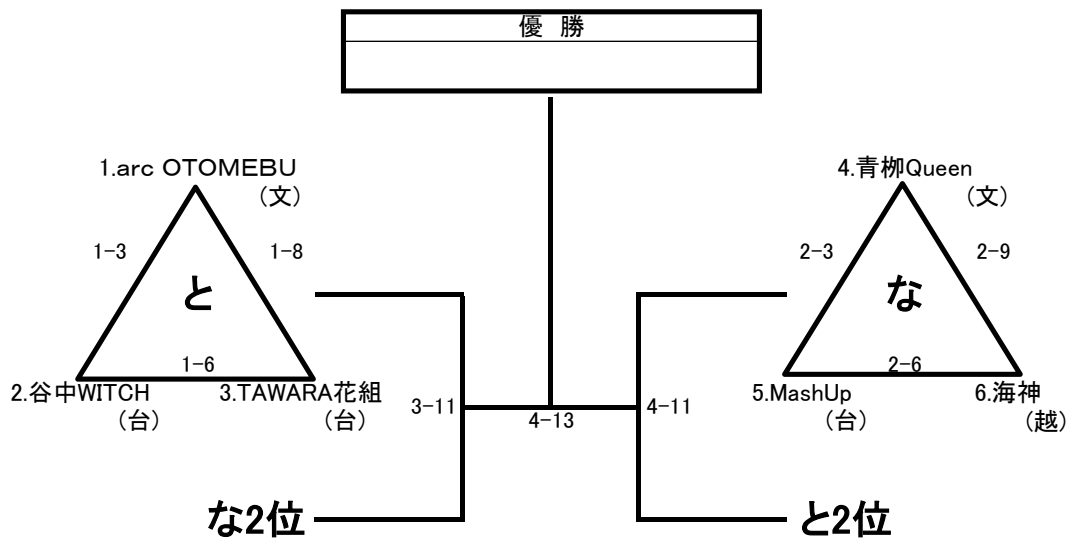 優 勝
1.arc OTOMEBU
(文)
1-3
1-8
と
1-6
2.谷中WITCH
(台)
3.TAWARA花組
(台)
4.青栁Queen
(文)
2-3
2-9
な
2-6
5.MashUp
(台)
6.海神
(越)
3-11
4-13
4-11
な2位
と2位